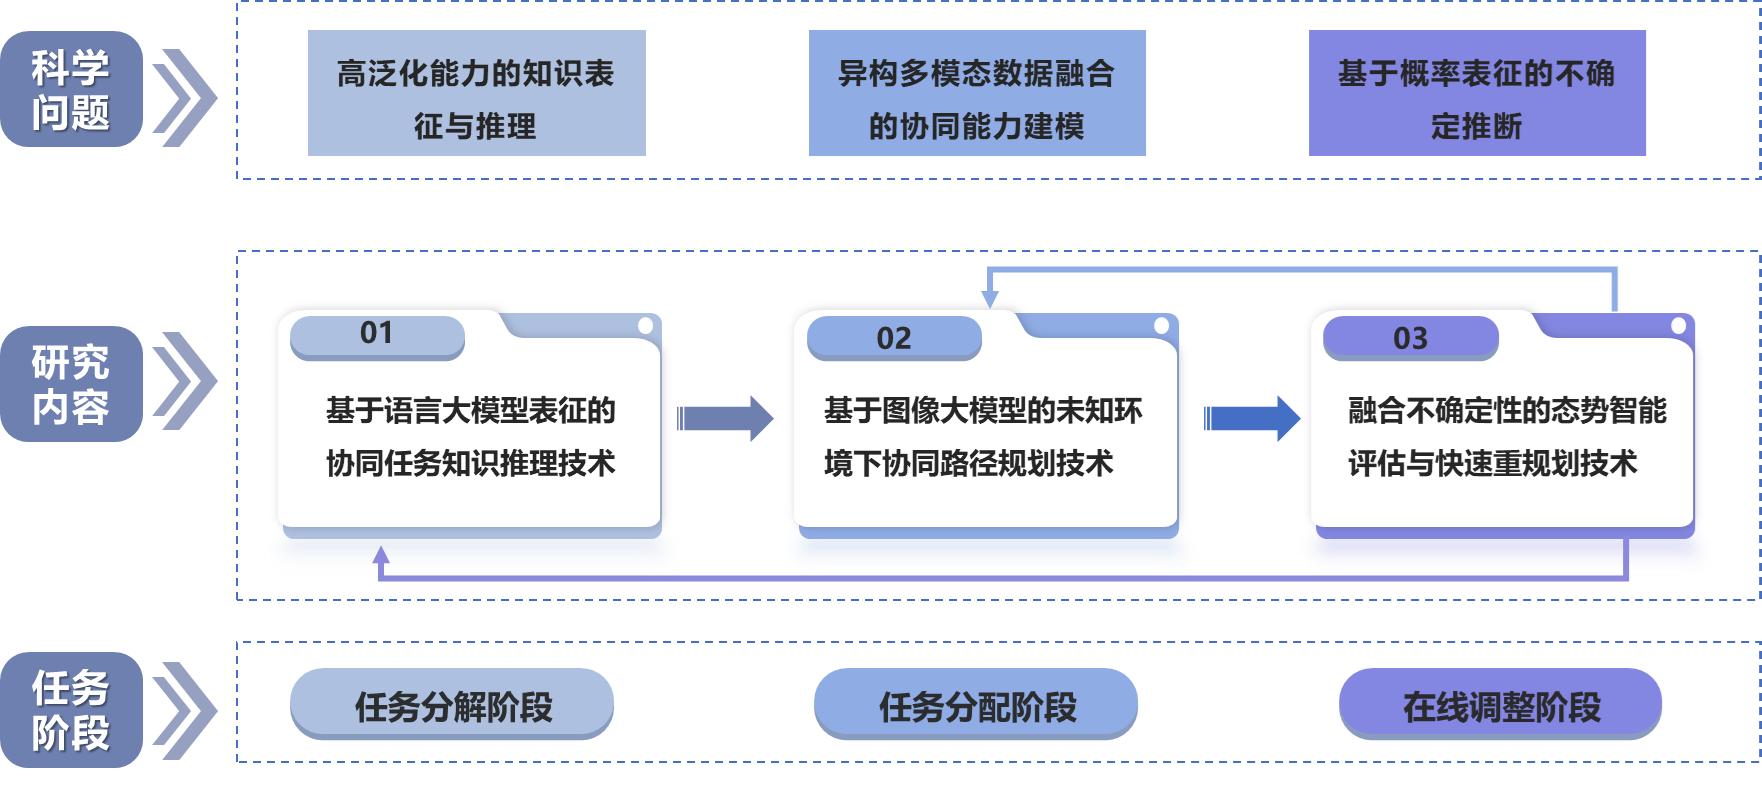 科学
问题
高泛化能力的知识表
征与推理
异构多模态数据融合
的协同能力建模
基于概率表征的不确
定推断
研究
内容
01
基于语言大模型表征的
协同任务知识识推理技术
02
基于图像大模型的未知环
境下协同路径规划技术
03
融合不确定性的态势智能
评估与快速重规划技术
任务
阶段
任务分解阶段
任务分配阶段
在线调整阶段